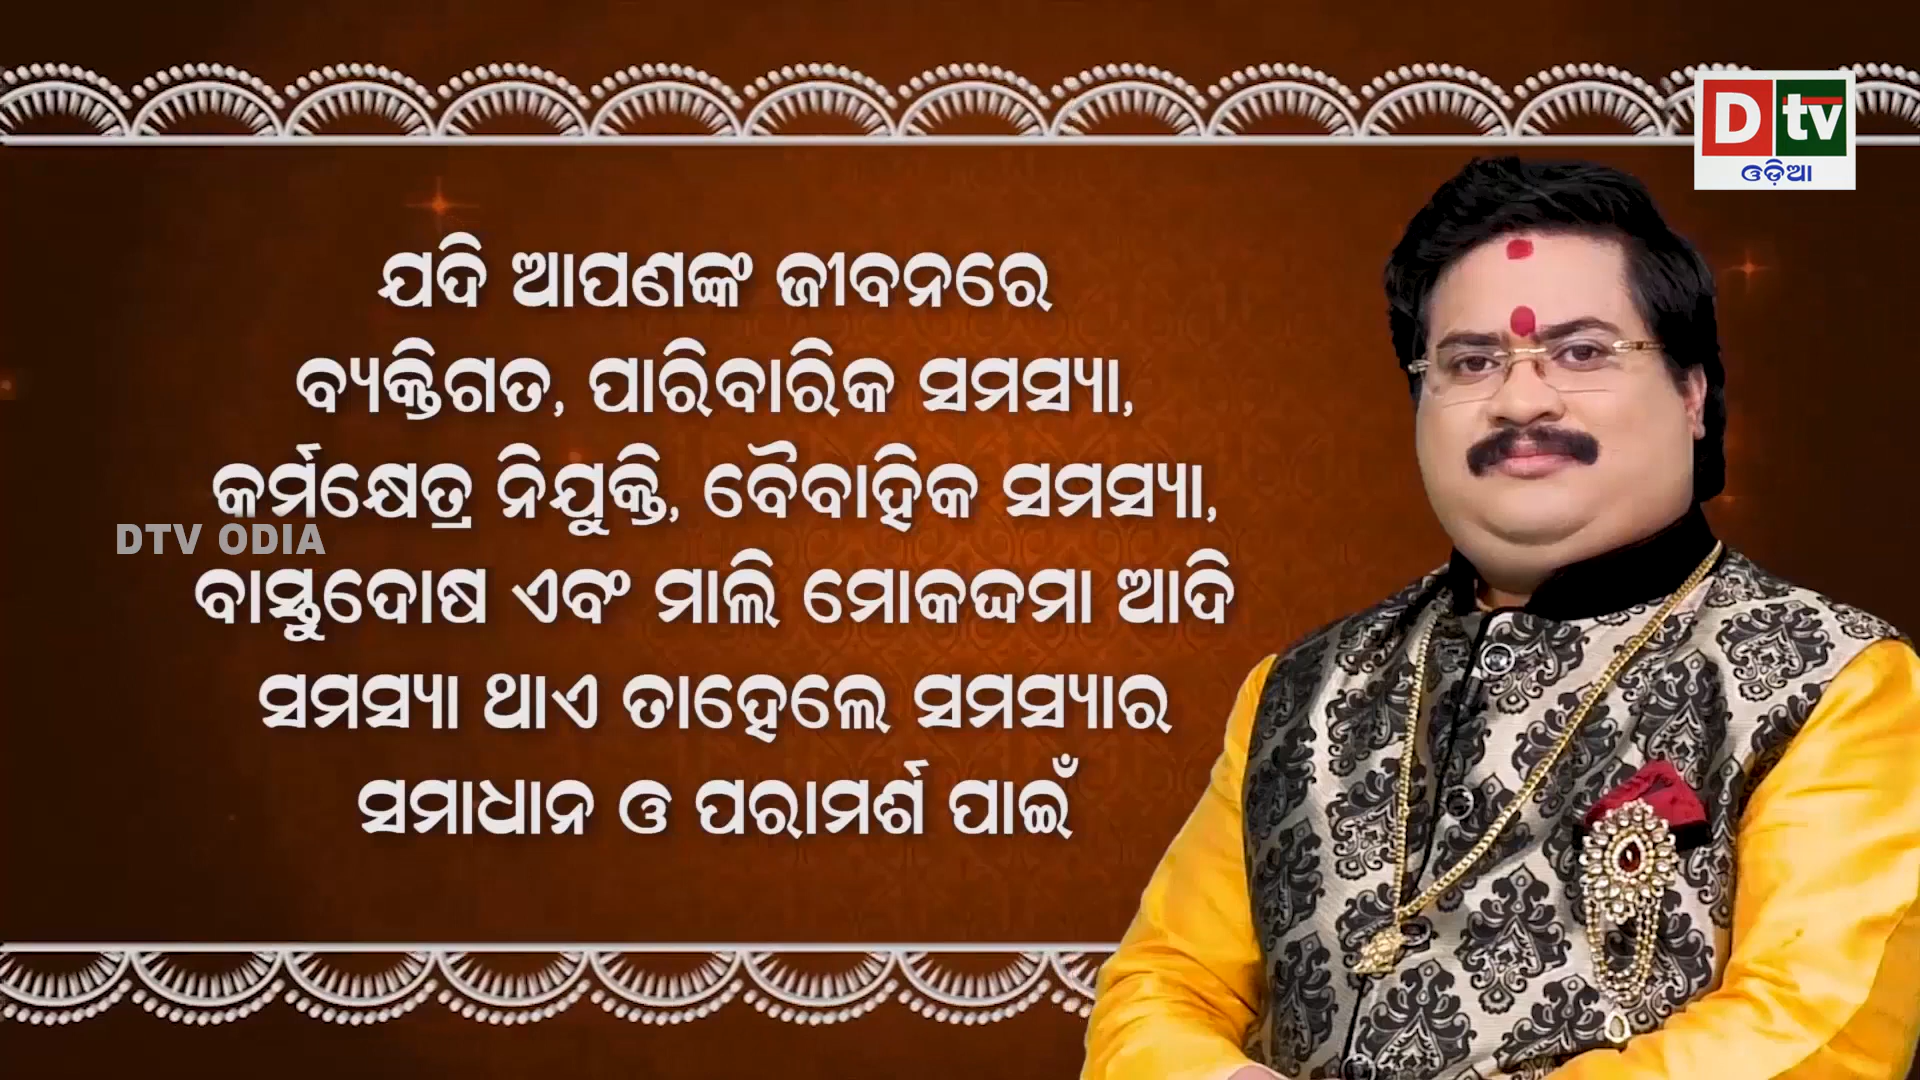 Dtv
ଓଡ଼ିଆ
ଯଦି ଆପଣଙ୍କ ଜୀବନରେ
ବ୍ୟକ୍ତିଗତ, ପାରିବାରିକ ସମସ୍ୟା,
କର୍ମକ୍ଷେତ୍ର ନିଯୁକ୍ତି, ବୈବାହିକ ସମସ୍ୟା,
DTV ODIA
ବାସ୍ତୁଦୋଷ ଏବଂ ମାଲି ମୋକଦ୍ଦମା ଆଦି
ସମସ୍ୟା ଥାଏ ତାହେଲେ ସମସ୍ୟାର
ସମାଧାନ ଓ ପରାମର୍ଶ ପାଇଁ